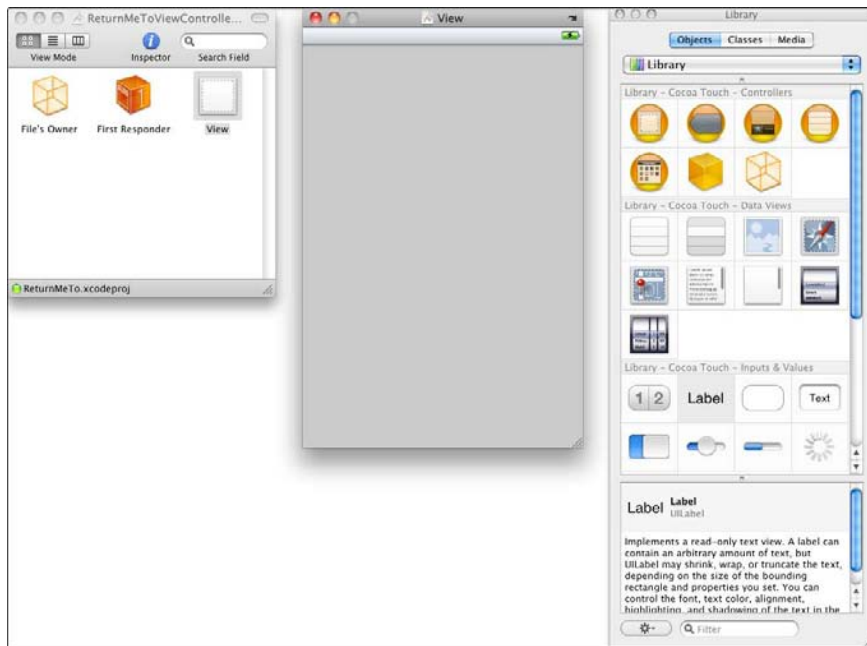 ReturnMeToViewControlle...
View Mode
Inspector
Search Field
File's Owner
First Responder
View
ReturnMeTo.xcodeproj
View
Library
Objects
Classes
Media
Library
Library – Cocoa Touch – Controllers
Library – Cocoa Touch – Data Views
Library – Cocoa Touch – Inputs & Values
1 2
Label
Text
Label
Label
UILabel
Implements a read-only text view. A label can
contain an arbitrary amount of text, but
UILabel may shrink, wrap, or truncate the text,
depending on the size of the bounding
rectangle and properties you set. You can
control the font, text color, alignment,
highlighting, and shadowing of the text in the
Filter